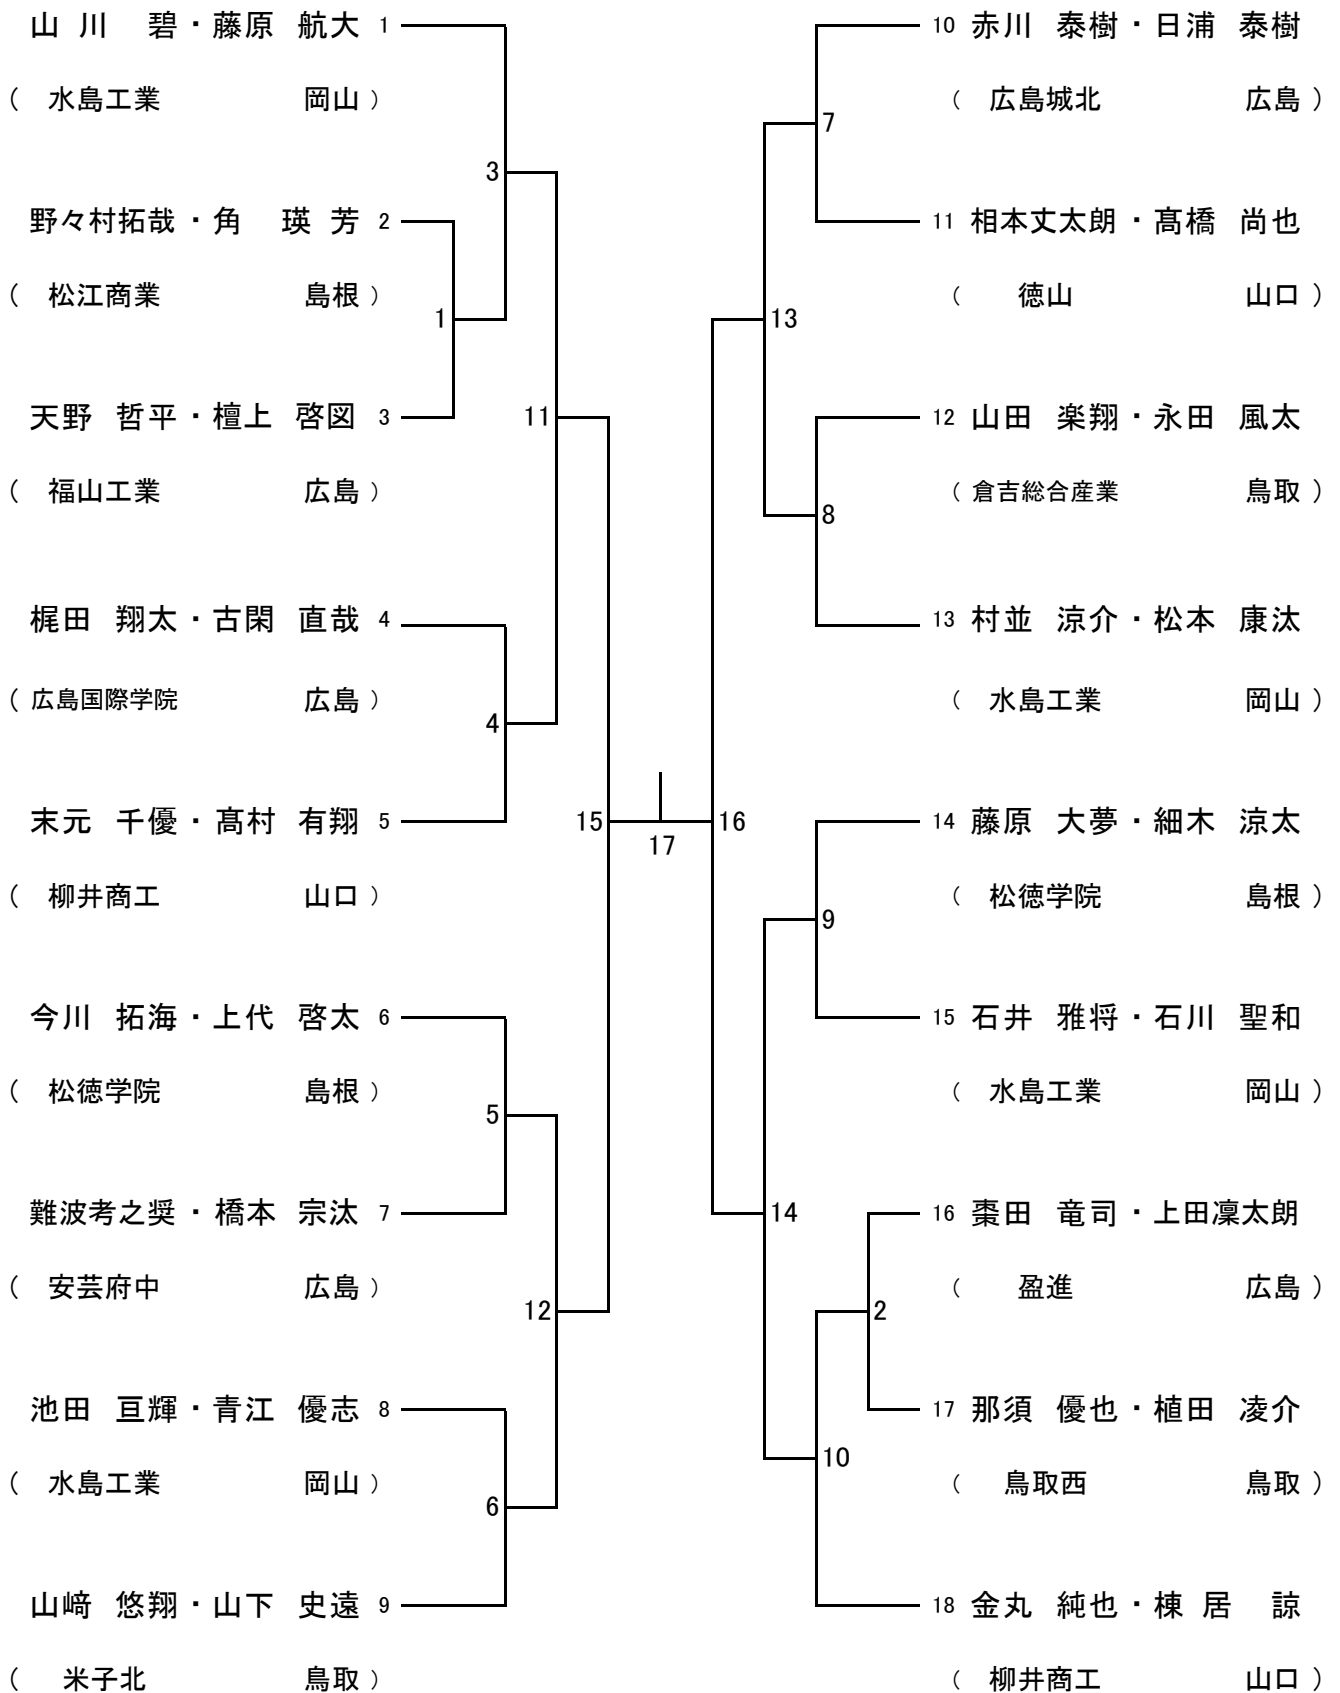 山川 碧・藤原 航大 1
( 水島工業 岡山 )
3
野々村拓哉・角 瑛芳 2
( 松江商業 島根 )
1
天野 哲平・檀上 啓図 3
11
( 福山工業 広島 )
梶田 翔太・古閑 直哉 4
( 広島国際学院 広島 )
4
末元 千優・髙村 有翔 5
15
( 柳井商工 山口 )
今川 拓海・上代 啓太 6
( 松徳学院 島根 )
5
難波考之奨・橋本 宗汰 7
( 安芸府中 広島 )
12
池田 亘輝・青江 優志 8
( 水島工業 岡山 )
6
山﨑 悠翔・山下 史遠 9
( 米子北 鳥取 )
17
10 赤川 泰樹・日浦 泰樹
( 広島城北 広島 )
7
11 相本丈太朗・髙橋 尚也
( 徳山 山口 )
13
12 山田 楽翔・永田 風太
( 倉吉総合産業 鳥取 )
8
13 村並 涼介・松本 康汰
( 水島工業 岡山 )
16
14 藤原 大夢・細木 涼太
( 松徳学院 島根 )
9
15 石井 雅将・石川 聖和
( 水島工業 岡山 )
14
16 棗田 竜司・上田凜太朗
( 盈進 広島 )
2
17 那須 優也・植田 凌介
10
( 鳥取西 鳥取 )
18 金丸 純也・棟居 諒
( 柳井商工 山口 )